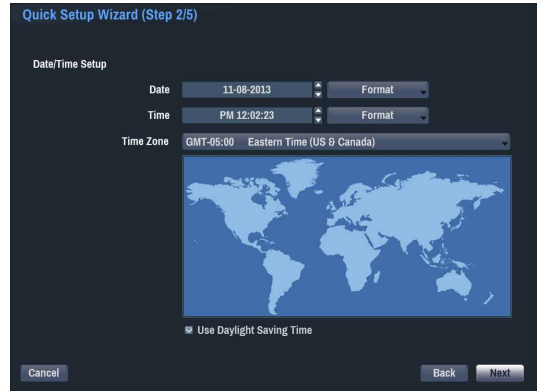 Quick Setup Wizard (Step 2/5)
Date/Time Setup
Date 11-08-2013 Format
Time PM 12:02:23 Format
Time Zone GMT-05:00 Eastern Time (US & Canada)
Use Daylight Saving Time
Cancel Back Next